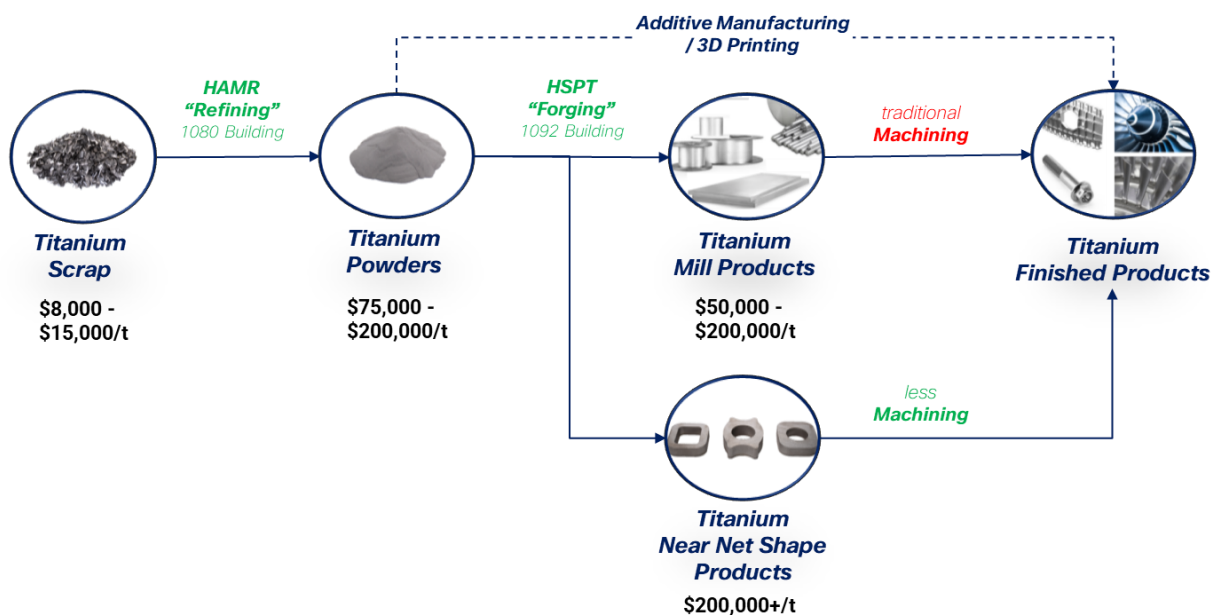 Additive Manufacturing
/ 3D Printing
HAMR
“Refining”
1080 Building
HSPT
“Forging”
1092 Building
traditional
Machining
Titanium
Scrap
$8,000 -
$15,000/t
Titanium
Powders
$75,000 -
$200,000/t
Titanium
Mill Products
$50,000 -
$200,000/t
Titanium
Finished Products
less
Machining
Titanium
Near Net Shape
Products
$200,000+/t